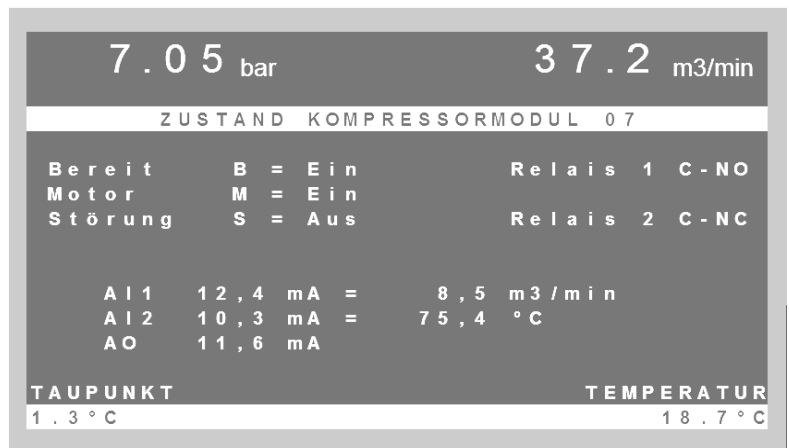 7.05 bar 37.2 m3/min
ZUSTAND KOMPRESSORMODUL 07
Bereit B = Ein Relais 1 C-NO
Motor M = Ein
Störung S = Aus Relais 2 C-NC
AI1 12,4 mA = 8,5 m3/min
AI2 10,3 mA = 75,4 °C
AO 11,6 mA
TAUPUNKT TEMPERATUR
1.3°C 18.7°C